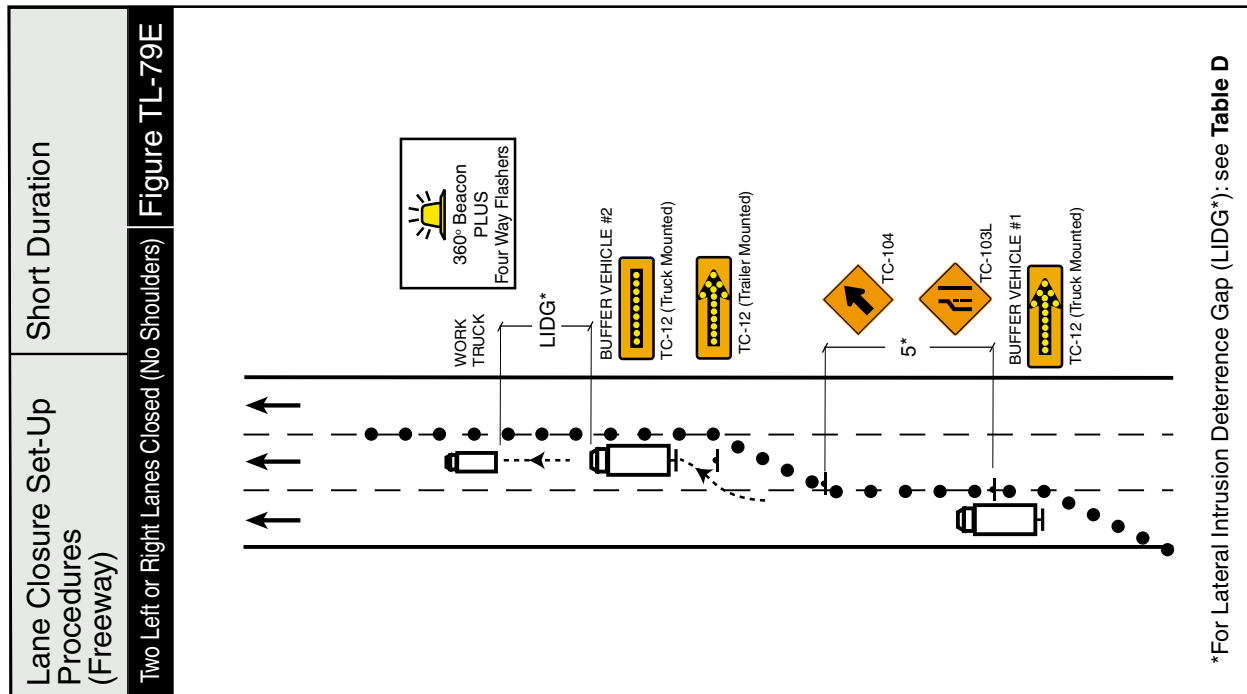 Lane Closure Set-Up
Procedures
(Freeway)
Short Duration
Two Left or Right Lanes Closed (No Shoulders)
Figure TL-79E
360° Beacon
PLUS
Four Way Flashers
WORK
TRUCK
LIDG*
BUFFER VEHICLE #2
TC-12 (Truck Mounted)
TC-12 (Trailer Mounted)
TC-104
5*
TC-103L
BUFFER VEHICLE #1
TC-12 (Truck Mounted)
*For Lateral Intrusion Deterrence Gap (LIDG*): see Table D